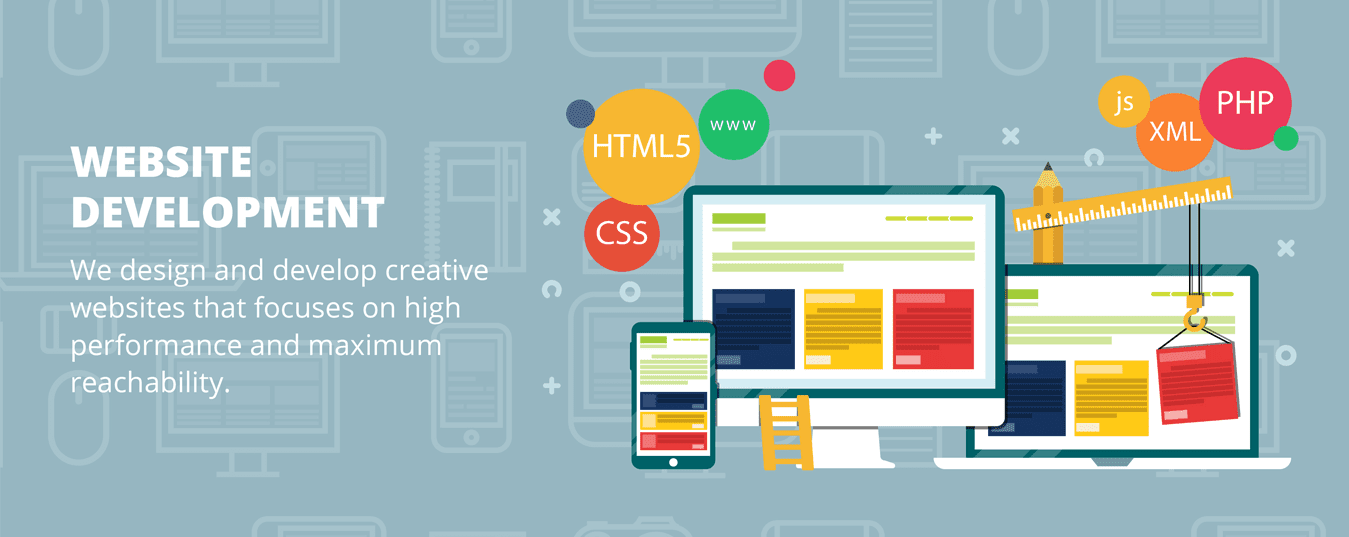 WEBSITE
DEVELOPMENT
We design and develop creative
websites that focuses on high
performance and maximum
reachability.
HTML5
www
CSS
js
XML
PHP